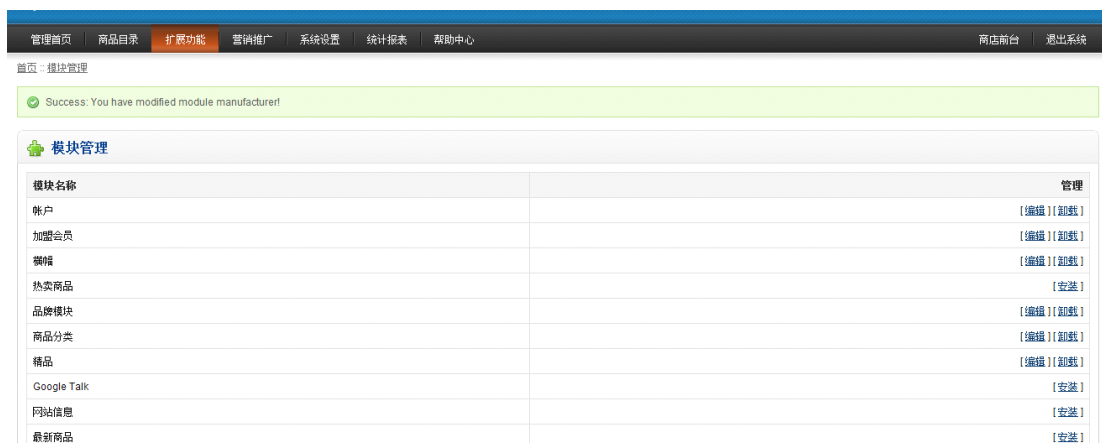 管理首页 商品目录 扩展功能 营销推广 系统设置 统计报表 帮助中心 商店前台 退出系统
首页 :: 模块管理
Success: You have modified module manufacturer!
模块管理
模块名称 管理
帐户 [ 编辑 ] [ 卸载 ]
加盟会员 [ 编辑 ] [ 卸载 ]
横幅 [ 编辑 ] [ 卸载 ]
热卖商品 [ 安装 ]
品牌模块 [ 编辑 ] [ 卸载 ]
商品分类 [ 编辑 ] [ 卸载 ]
精品 [ 编辑 ] [ 卸载 ]
Google Talk [ 安装 ]
网站信息 [ 安装 ]
最新商品 [ 安装 ]